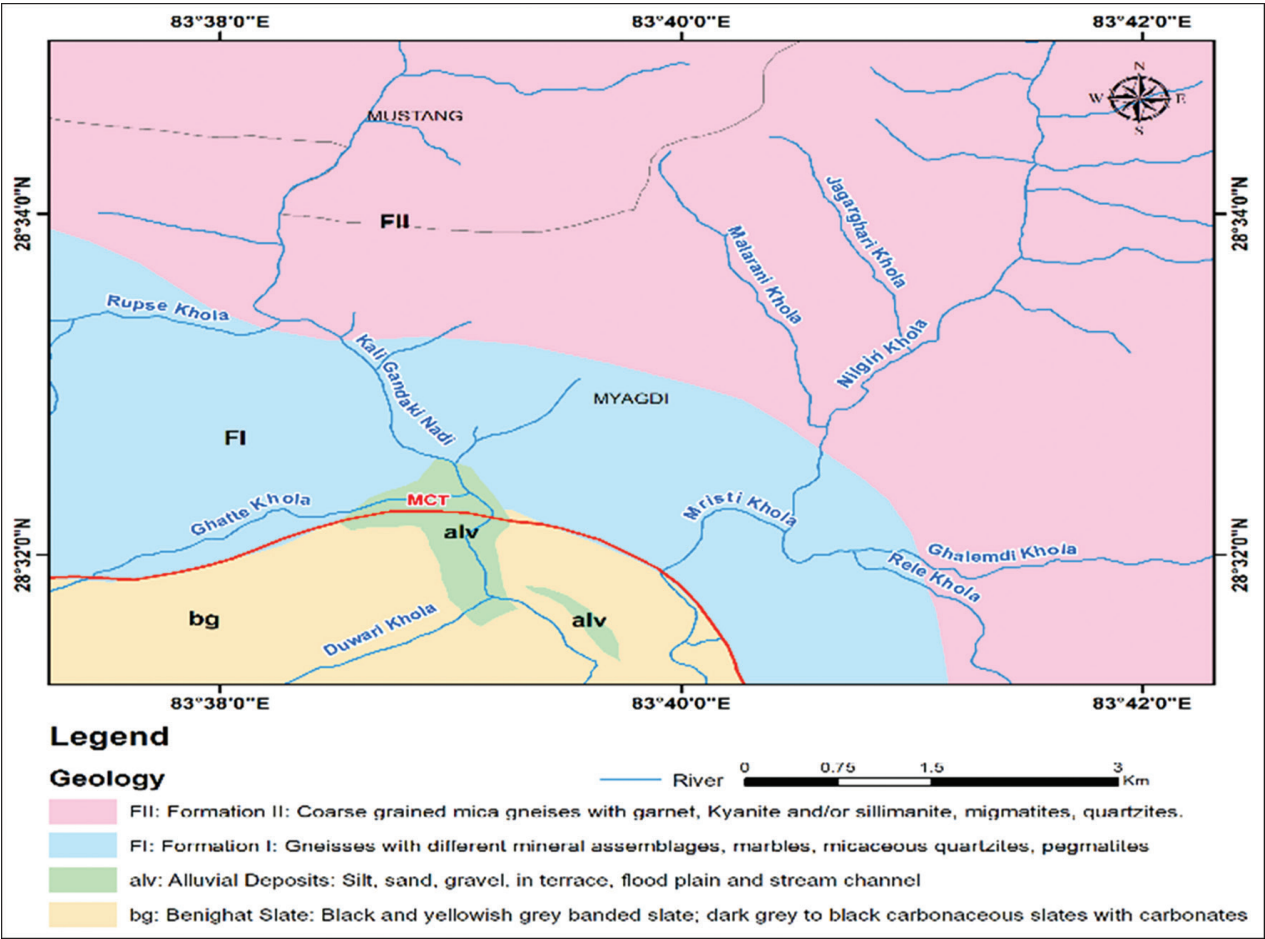 83°38'0"E
83°40'0"E
83°42'0"E
N
W
E
S
MUSTANG
28°34'0"N
28°34'0"N
FII
Jagarghari Khola
Malarani Khola
Rupse Khola
Kali Gandaki Nadi
Nilgiri Khola
MYAGDI
FI
Ghatte Khola
MCT
Mristi Khola
alv
28°32'0"N
28°32'0"N
Ghalemdi Khola
Rele Khola
bg
Duwari Khola
alv
83°38'0"E
83°40'0"E
83°42'0"E
Legend
Geology
River
0
0.75
1.5
3
Km
FII: Formation II: Coarse grained mica gneises with garnet, Kyanite and/or sillimanite, migmatites, quartzites.
FI: Formation I: Gneisses with different mineral assemblages, marbles, micaceous quartzites, pegmatites
alv: Alluvial Deposits: Silt, sand, gravel, in terrace, flood plain and stream channel
bg: Benighat Slate: Black and yellowish grey banded slate; dark grey to black carbonaceous slates with carbonates